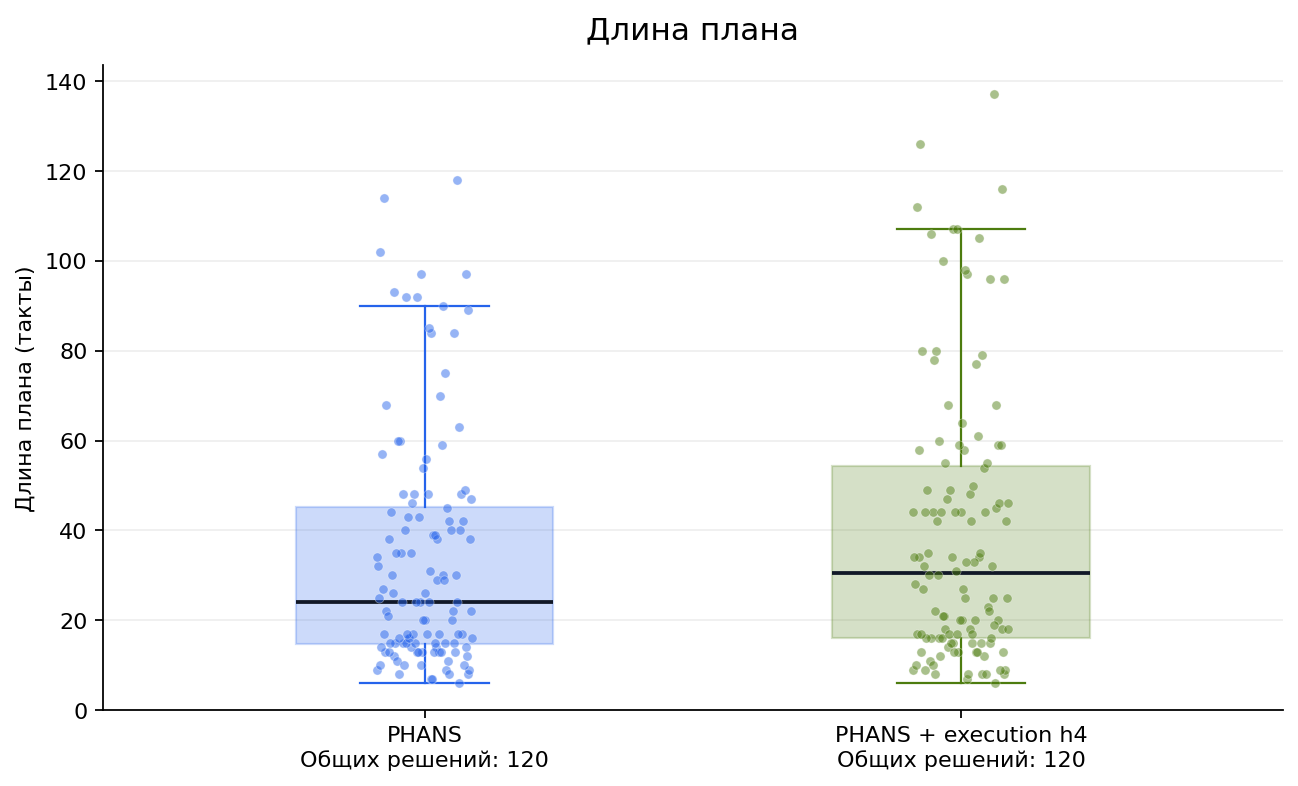 Длина плана
Длина плана (такты)
140
120
100
80
60
40
20
0
PHANS
Общих решений: 120
PHANS + execution h4
Общих решений: 120